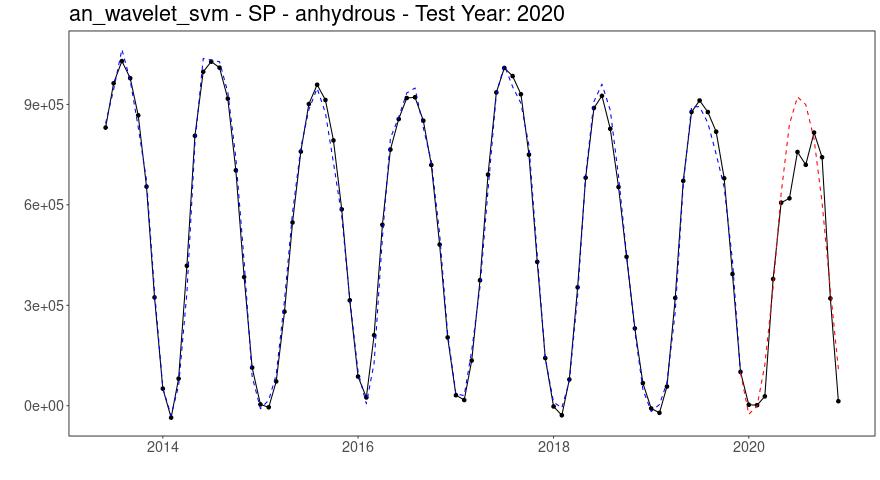 an_wavelet_svm - SP - anhydrous - Test Year: 2020
9e+05
6e+05
3e+05
0e+00
2014 2016 2018 2020